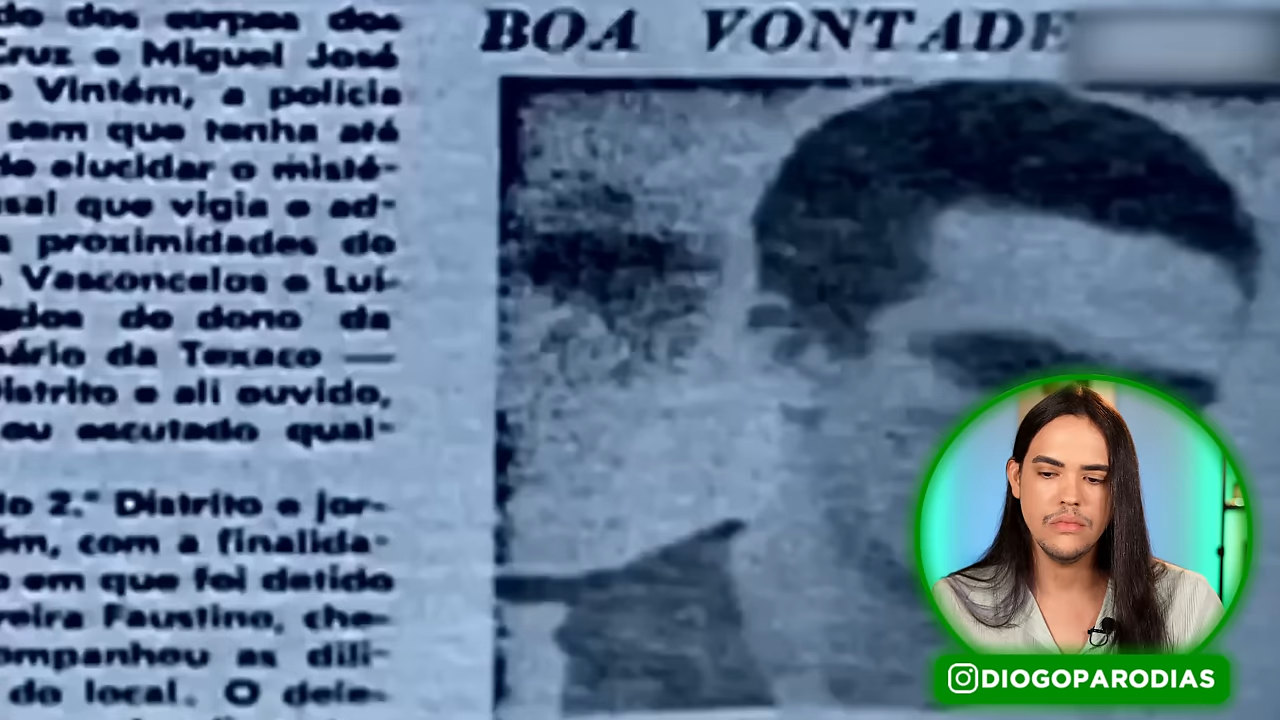 do dos corpos dos
Cruz e Miguel José
Vintém, a polícia
sem que tenha até
de elucidar o misté-
sal que vigia e ad-
proximidades do
Vasconcelos e Luí-
dos do dono da
ário da Texaco —
Distrito e ali ouvido,
ou escutado qual-
do 2.º Distrito e jor-
ém, com a finalida-
o em que foi detido
reira Faustino, che-
ompanhou as dili-
do local. O dele-
BOA VONTADE
DIOGOPARODIAS